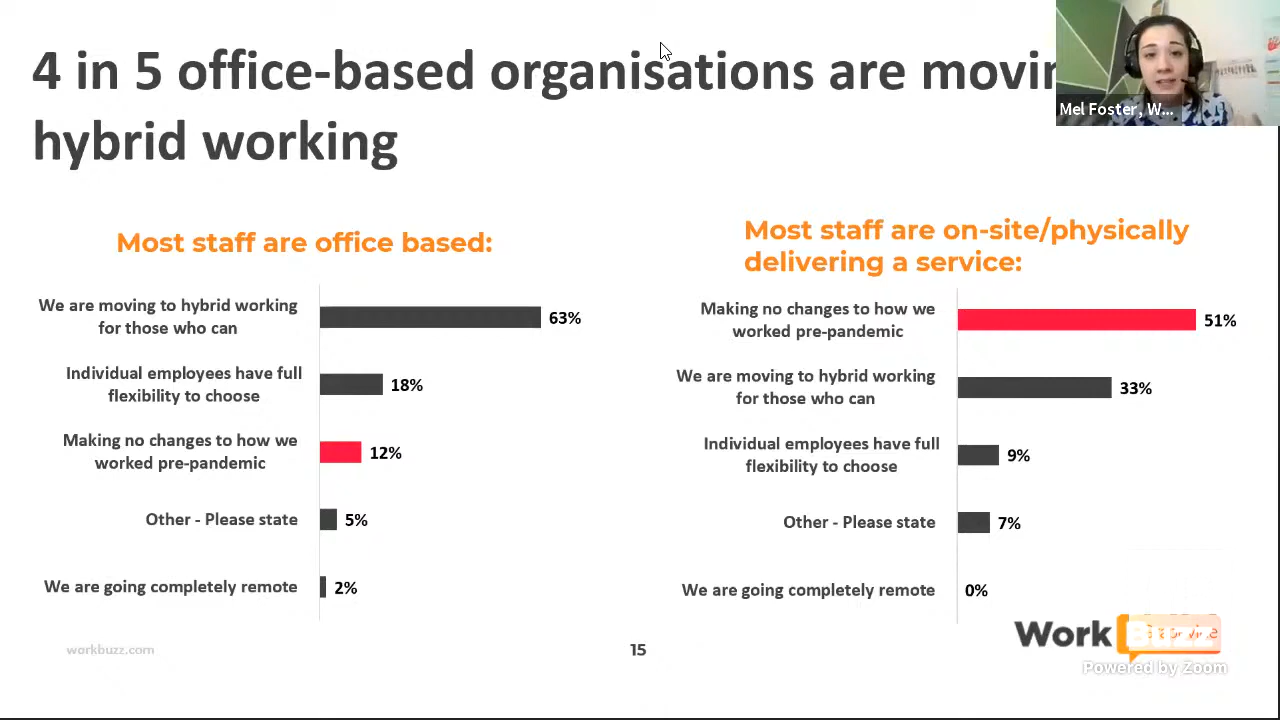 4 in 5 office-based organisations are movin
hybrid working
Mel Foster, W...
Most staff are office based:
We are moving to hybrid working
for those who can
63%
Individual employees have full
flexibility to choose
18%
Making no changes to how we
worked pre-pandemic
12%
Other - Please state
5%
We are going completely remote
2%
Most staff are on-site/physically
delivering a service:
Making no changes to how we
worked pre-pandemic
51%
We are moving to hybrid working
for those who can
33%
Individual employees have full
flexibility to choose
9%
Other - Please state
7%
We are going completely remote
0%
workbuzz.com
15
Work Buzz
Powered by Zoom